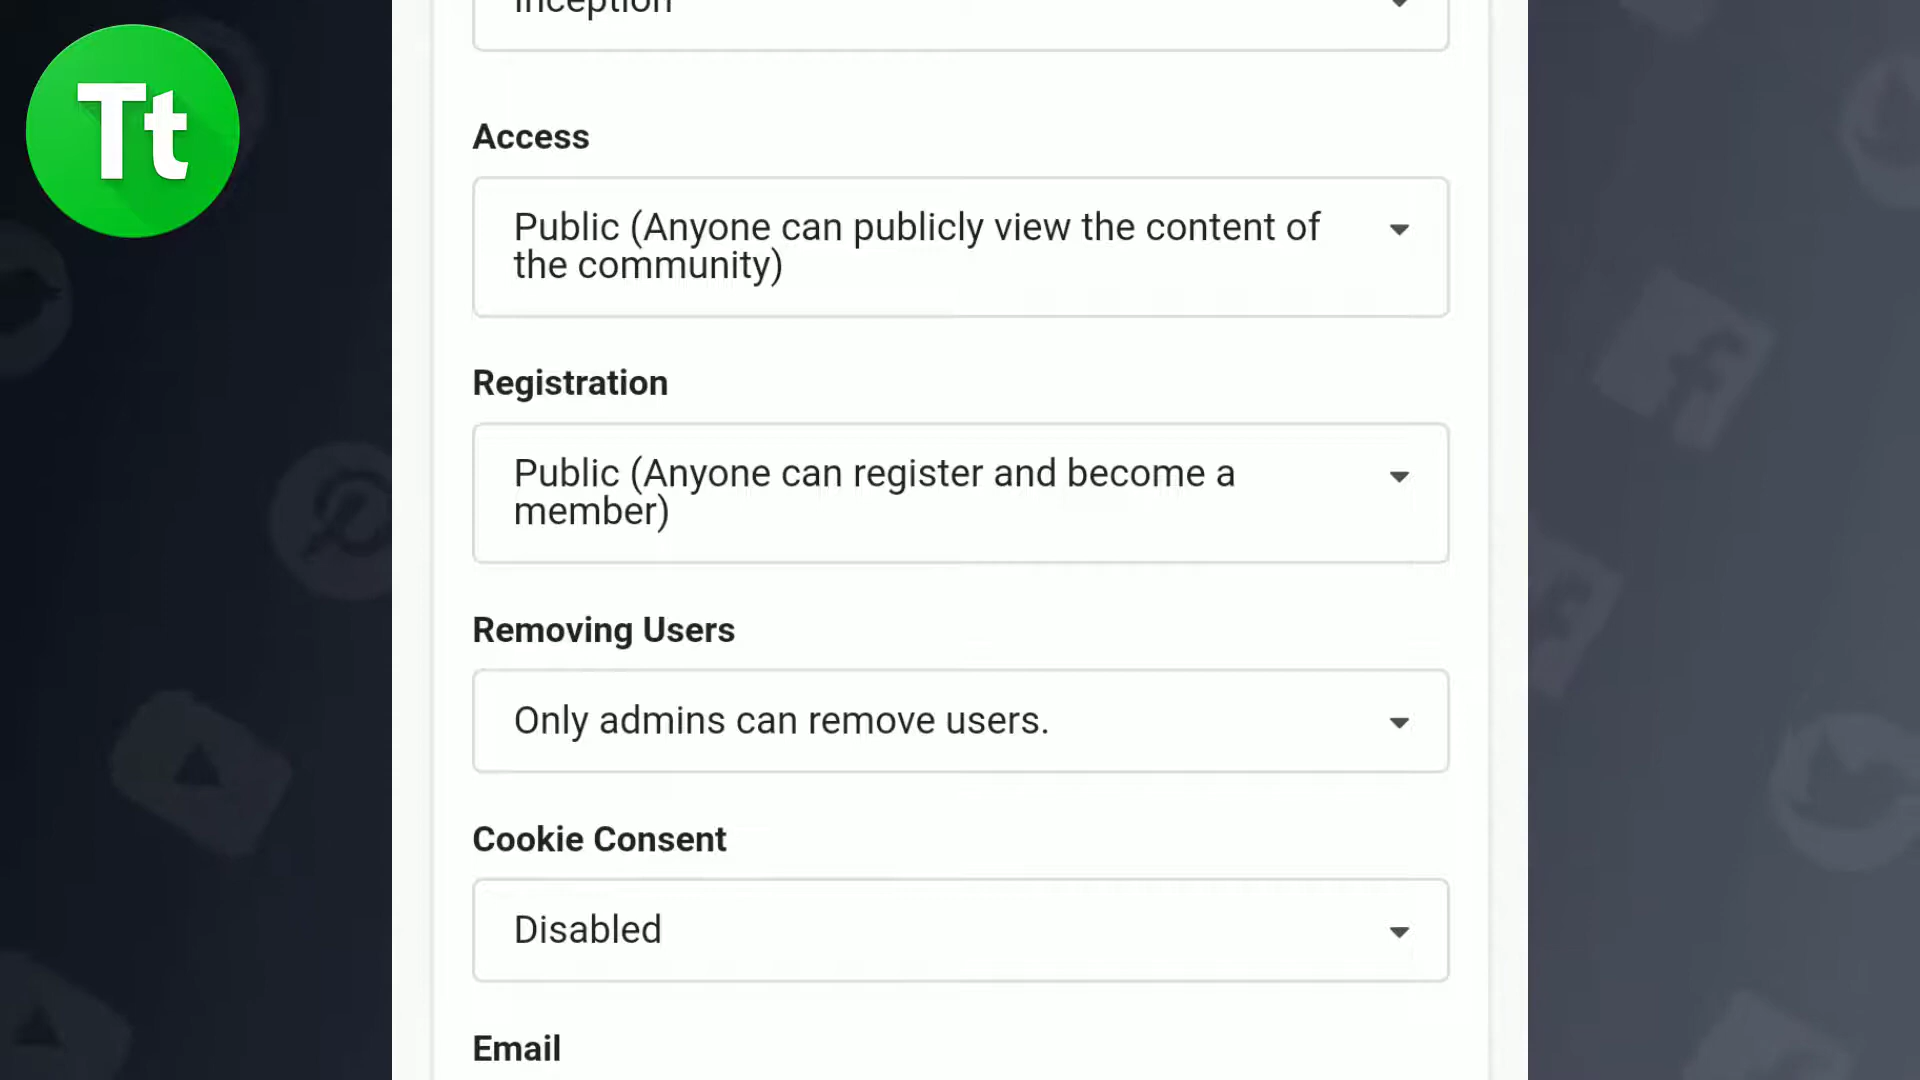 Inception
Tt
Access
Public (Anyone can publicly view the content of
the community)
Registration
Public (Anyone can register and become a
member)
Removing Users
Only admins can remove users.
Cookie Consent
Disabled
Email